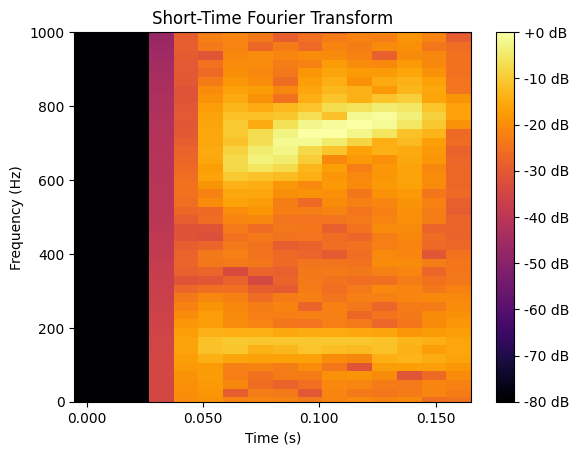 Short-Time Fourier Transform
1000
800
600
400
200
0
Frequency (Hz)
0.000
0.050
0.100
0.150
Time (s)
+0 dB
-10 dB
-20 dB
-30 dB
-40 dB
-50 dB
-60 dB
-70 dB
-80 dB